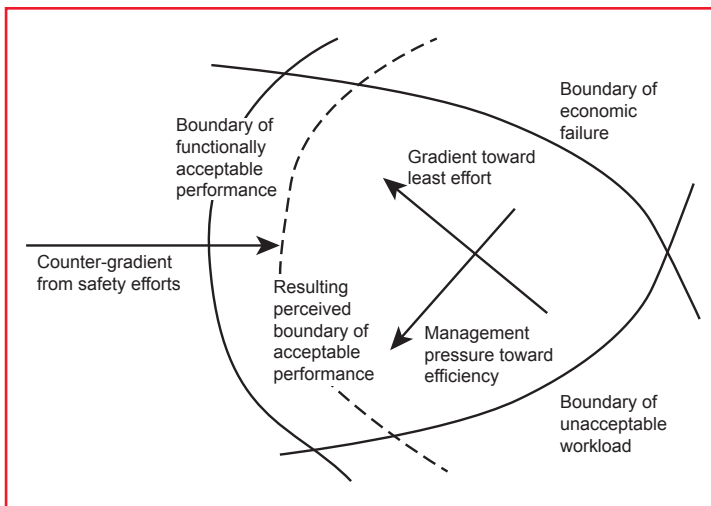 Boundary of
economic
failure
Boundary of
functionally
acceptable
performance
Gradient toward
least effort
Counter-gradient
from safety efforts
Resulting
perceived
boundary of
acceptable
performance
Management
pressure toward
efficiency
Boundary of
unacceptable
workload